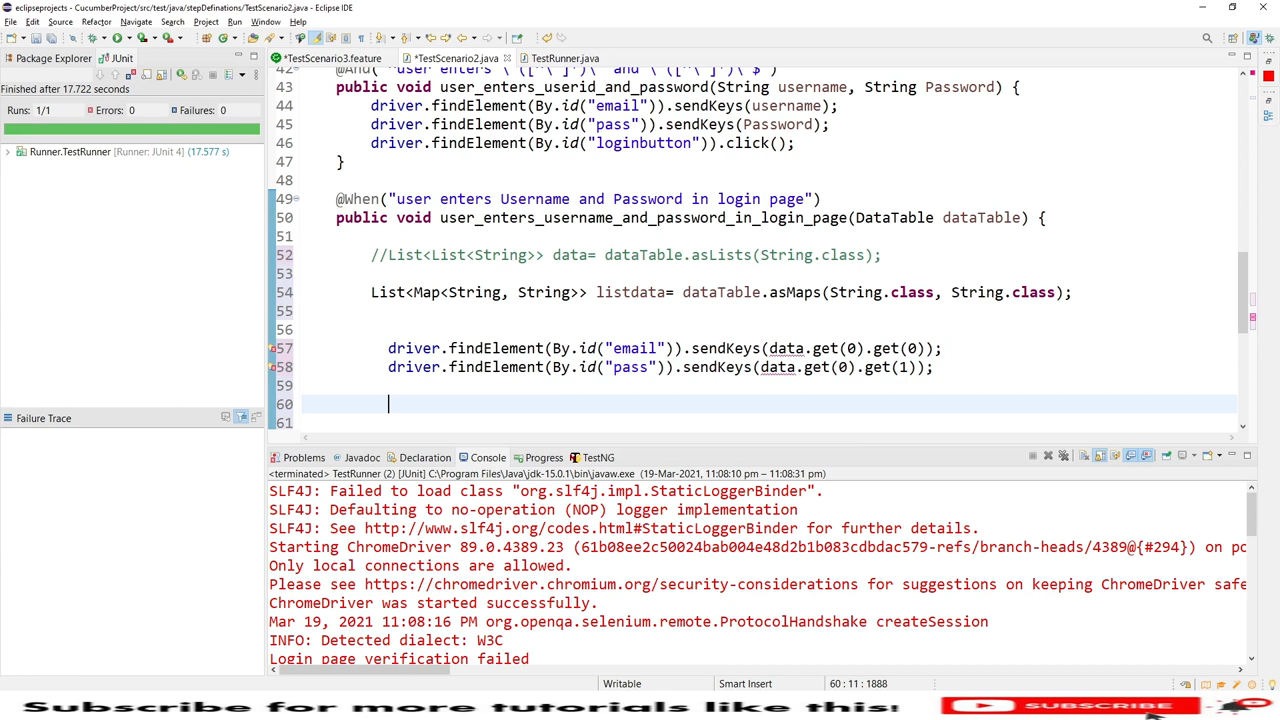 eclipseprojects - CucumberProject/src/test/java/stepDefinations/TestScenario2.java - Eclipse IDE
File Edit Source Refactor Navigate Search Project Run Window Help
Package Explorer JUnit
*TestScenario3.feature *TestScenario2.java TestRunner.java
Finished after 17.722 seconds
Runs: 1/1 Errors: 0 Failures: 0
Runner.TestRunner [Runner: JUnit 4] (17.577 s)
Failure Trace
43 public void user_enters_userid_and_password(String username, String Password) {
44 driver.findElement(By.id("email")).sendKeys(username);
45 driver.findElement(By.id("pass")).sendKeys(Password);
46 driver.findElement(By.id("loginbutton")).click();
47 }
48
49 @When("user enters Username and Password in login page")
50 public void user_enters_username_and_password_in_login_page(DataTable dataTable) {
51
52 //List<List<String>> data= dataTable.asLists(String.class);
53
54 List<Map<String, String>> listdata= dataTable.asMaps(String.class, String.class);
55
56
57 driver.findElement(By.id("email")).sendKeys(data.get(0).get(0));
58 driver.findElement(By.id("pass")).sendKeys(data.get(0).get(1));
59
60
61
Problems Javadoc Declaration Console Progress TestNG
<terminated> TestRunner (2) [JUnit] C:\Program Files\Java\jdk-15.0.1\bin\javaw.exe (19-Mar-2021, 11:08:10 pm – 11:08:31 pm)
SLF4J: Failed to load class "org.slf4j.impl.StaticLoggerBinder".
SLF4J: Defaulting to no-operation (NOP) logger implementation
SLF4J: See http://www.slf4j.org/codes.html#StaticLoggerBinder for further details.
Starting ChromeDriver 89.0.4389.23 (61b08ee2c50024bab004e48d2b1b083cdbdac579-refs/branch-heads/4389@{#294}) on po
Only local connections are allowed.
Please see https://chromedriver.chromium.org/security-considerations for suggestions on keeping ChromeDriver safe
ChromeDriver was started successfully.
Mar 19, 2021 11:08:16 PM org.openqa.selenium.remote.ProtocolHandshake createSession
INFO: Detected dialect: W3C
Login page verification failed
Writable Smart Insert 60 : 11 : 1888
Subscribe for more tutorials like this!
SUBSCRIBE